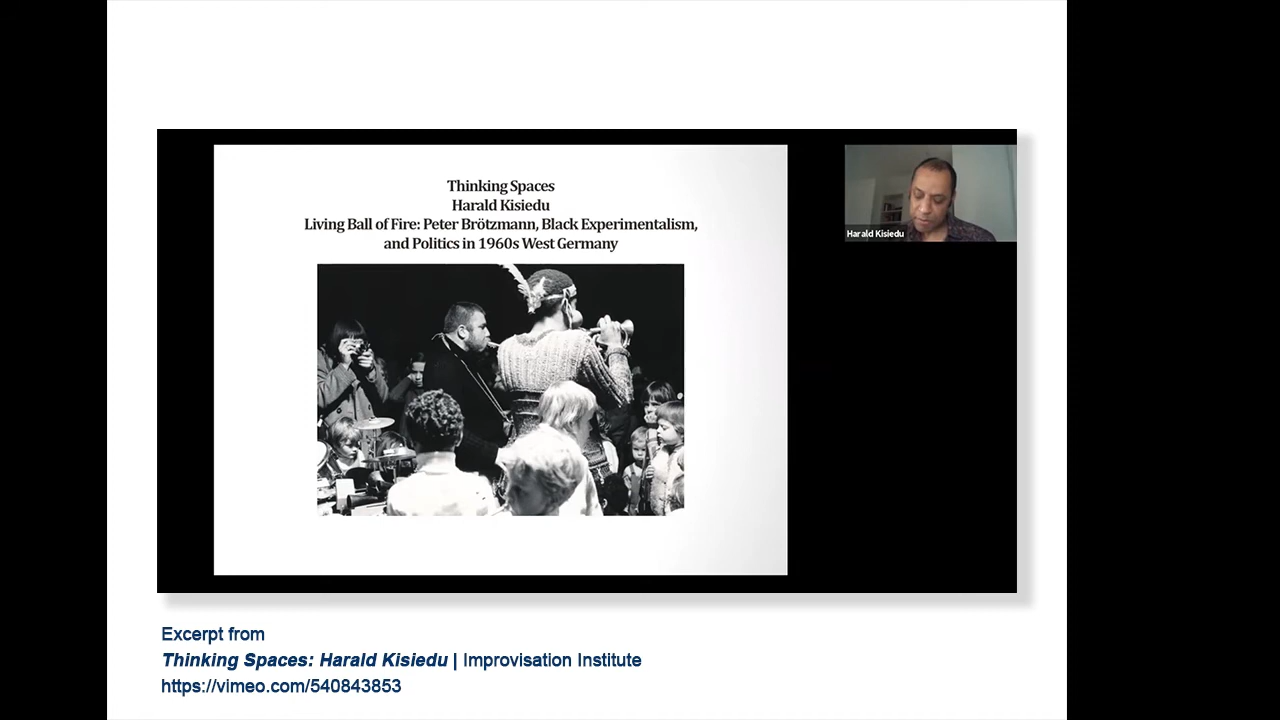 Thinking Spaces
Harald Kisiedu
Living Ball of Fire: Peter Brötzmann, Black Experimentalism,
and Politics in 1960s West Germany
Harald Kisiedu
Excerpt from
Thinking Spaces: Harald Kisiedu | Improvisation Institute
https://vimeo.com/540843853